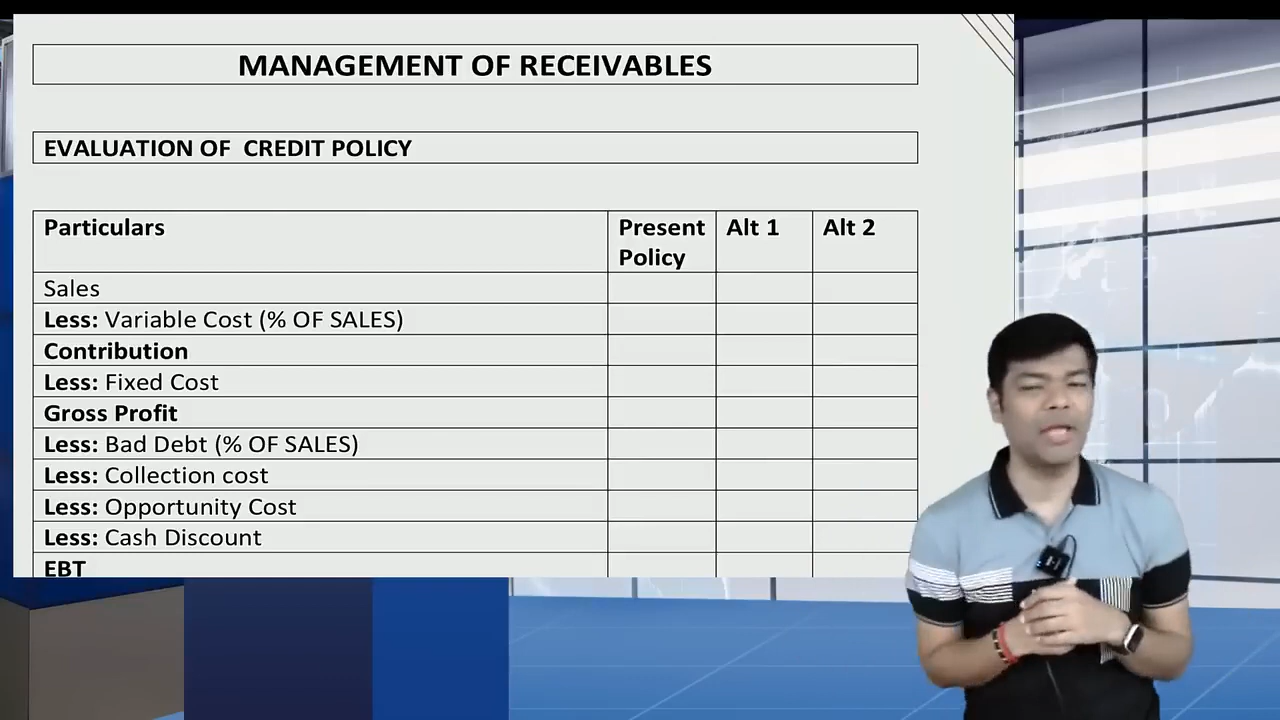 MANAGEMENT OF RECEIVABLES
EVALUATION OF CREDIT POLICY
Particulars Present Policy Alt 1 Alt 2
Sales
Less: Variable Cost (% OF SALES)
Contribution
Less: Fixed Cost
Gross Profit
Less: Bad Debt (% OF SALES)
Less: Collection cost
Less: Opportunity Cost
Less: Cash Discount
EBT